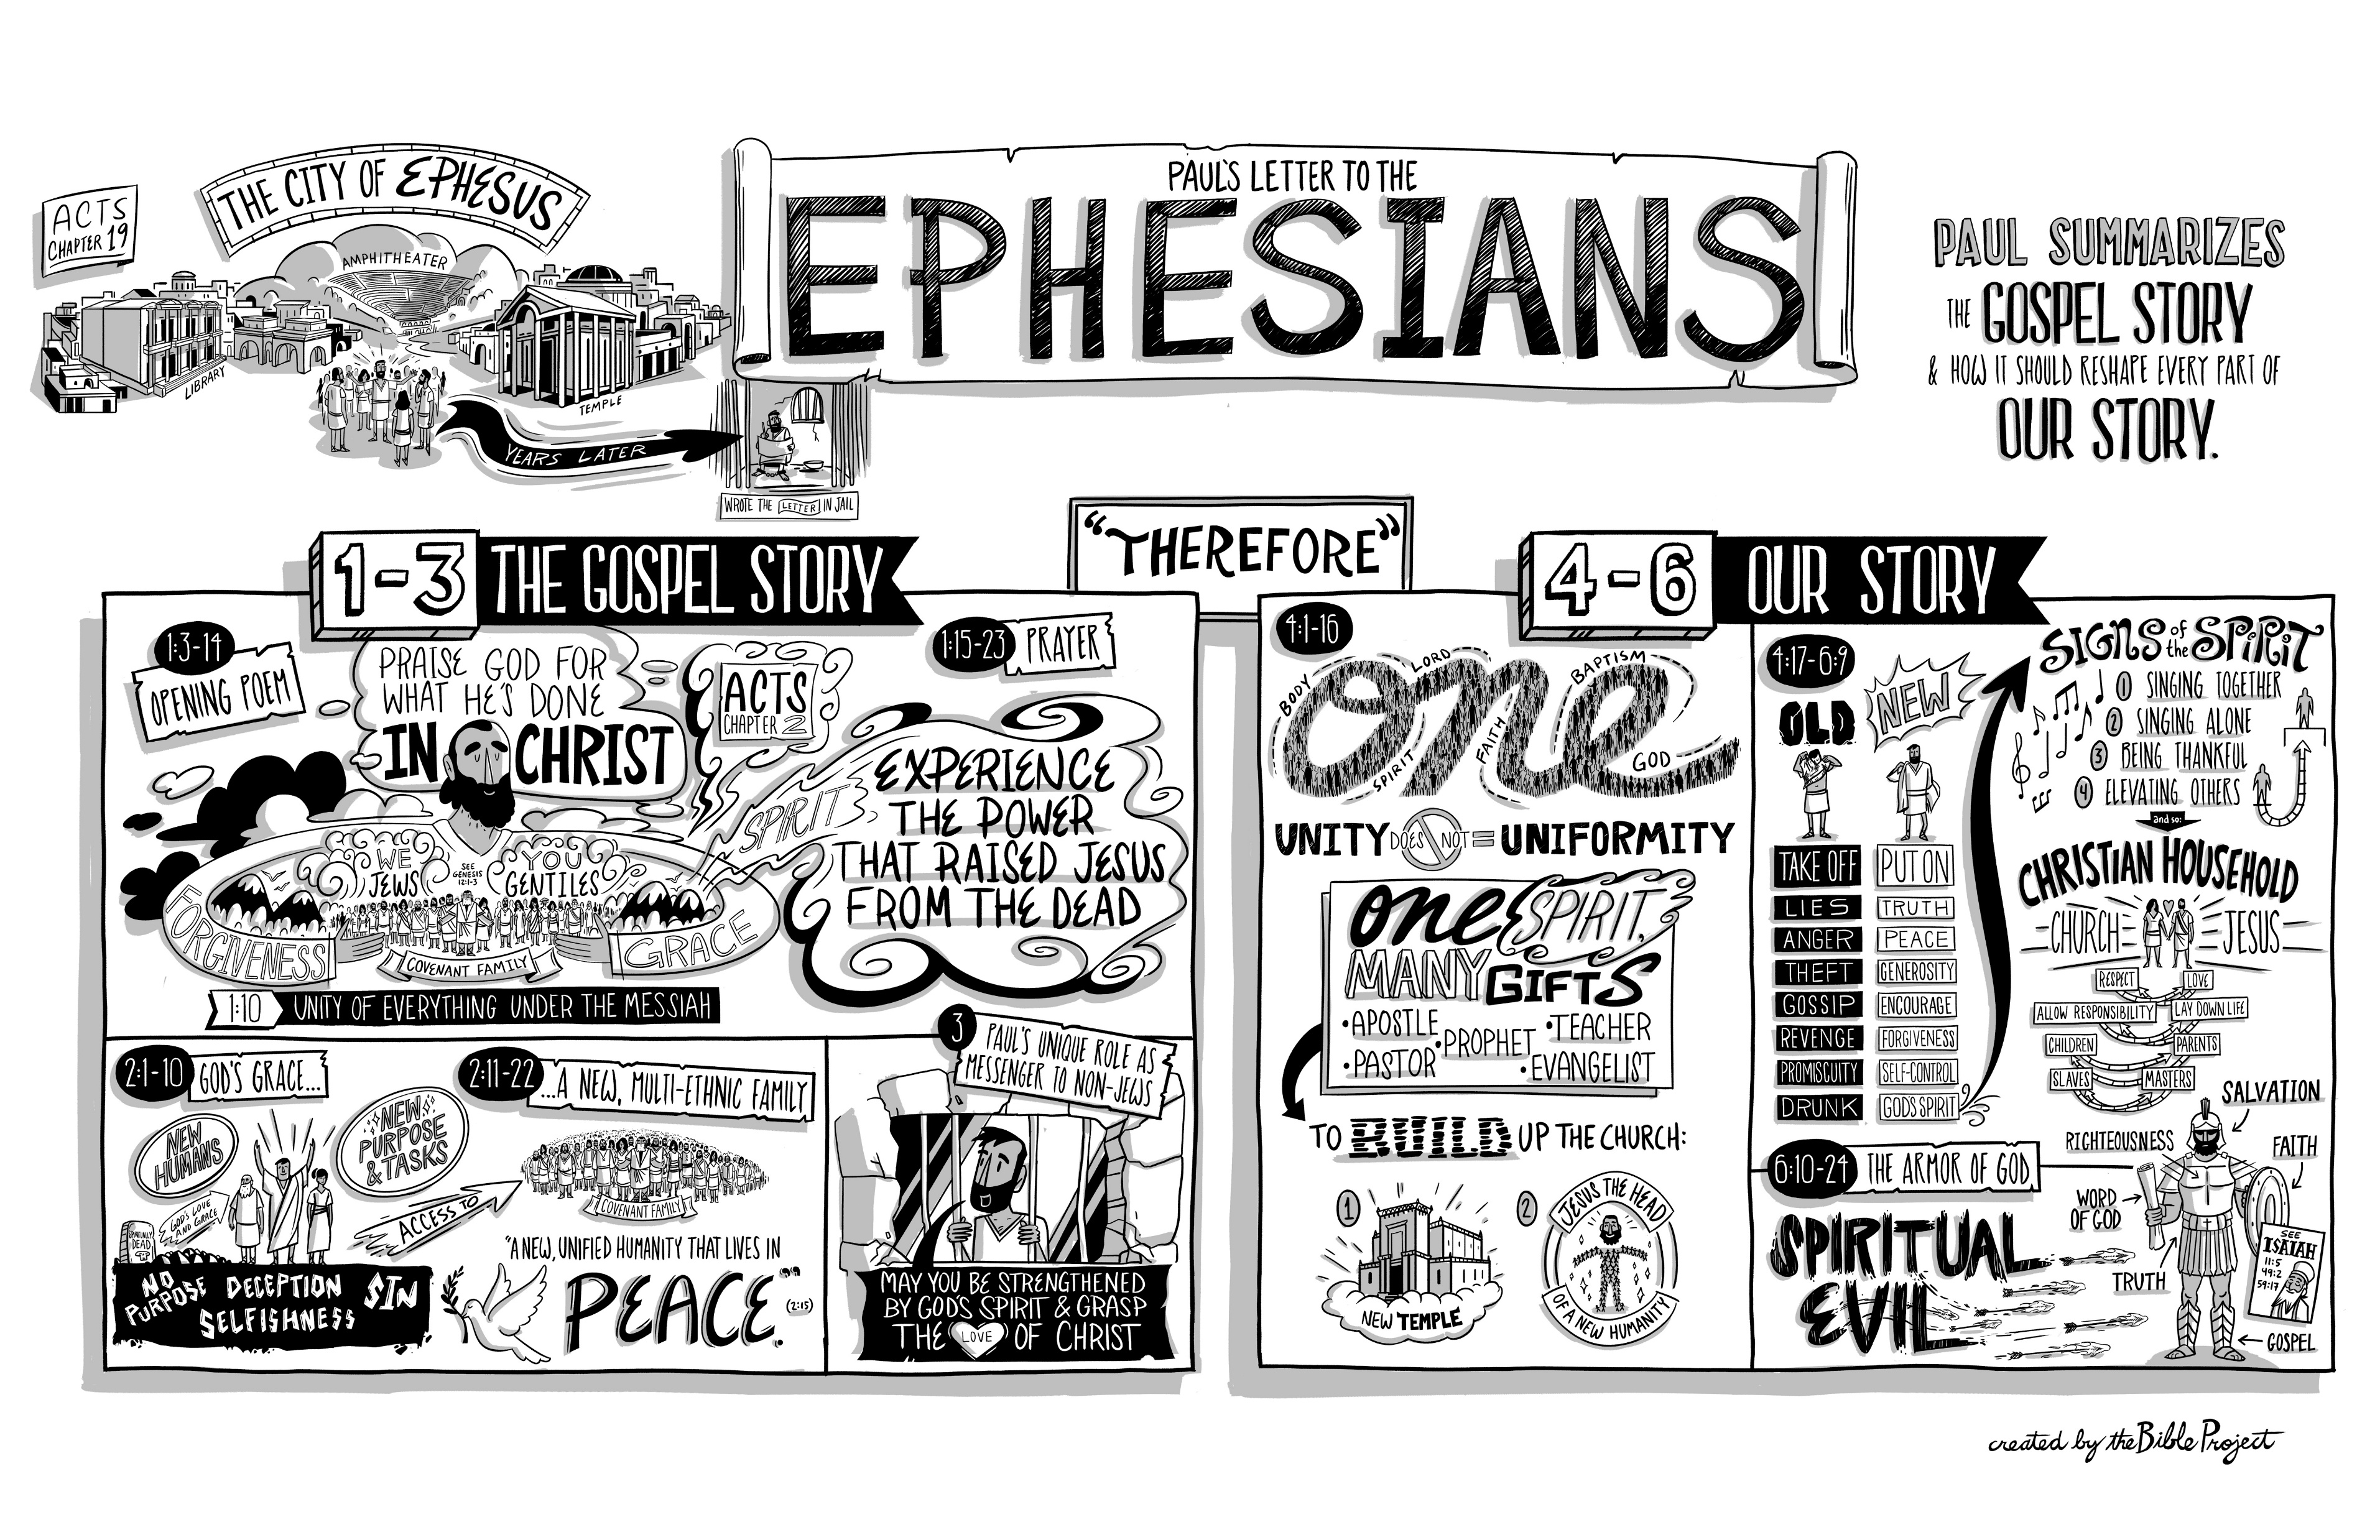 ACTS
CHAPTER 19
THE CITY OF EPHESUS
AMPHITHEATER
LIBRARY
TEMPLE
YEARS LATER
WROTE THE LETTER IN JAIL
PAUL'S LETTER TO THE
EPHESIANS
PAUL SUMMARIZES
THE GOSPEL STORY
& HOW IT SHOULD RESHAPE EVERY PART OF
OUR STORY.
1-3 THE GOSPEL STORY
"THEREFORE"
4-6 OUR STORY
1:3-14
OPENING POEM
PRAISE GOD FOR
WHAT HE'S DONE
IN CHRIST
ACTS
CHAPTER 2
WE
JEWS
SEE
GENESIS
12:1-3
YOU
GENTILES
FORGIVENESS
COVENANT FAMILY
GRACE
1:10 UNITY OF EVERYTHING UNDER THE MESSIAH
1:15-23 PRAYER
SPIRIT
EXPERIENCE
THE POWER
THAT RAISED JESUS
FROM THE DEAD
2:1-10 GOD'S GRACE...
NEW
HUMANS
NEW
PURPOSE
& TASKS
SPIRITUALLY
DEAD
GOD'S LOVE
AND GRACE
NO
PURPOSE
DECEPTION
SELFISHNESS
SIN
ACCESS TO
2:11-22 ...A NEW, MULTI-ETHNIC FAMILY
COVENANT FAMILY
"A NEW, UNIFIED HUMANITY THAT LIVES IN
PEACE."
(2:15)
3 PAUL'S UNIQUE ROLE AS
MESSENGER TO NON-JEWS
MAY YOU BE STRENGTHENED
BY GOD'S SPIRIT & GRASP
THE LOVE OF CHRIST
4:1-16
one
BODY
LORD
BAPTISM
SPIRIT
FAITH
GOD
UNITY DOES NOT = UNIFORMITY
one SPIRIT,
MANY GIFTS
•APOSTLE
•PROPHET
•TEACHER
•PASTOR
•EVANGELIST
TO BUILD UP THE CHURCH:
1
NEW TEMPLE
2
JESUS THE HEAD
OF A NEW HUMANITY
4:17-6:9
OLD
NEW
TAKE OFF PUT ON
LIES TRUTH
ANGER PEACE
THEFT GENEROSITY
GOSSIP ENCOURAGE
REVENGE FORGIVENESS
PROMISCUITY SELF-CONTROL
DRUNK GOD'S SPIRIT
SIGNS of the SPIRIT
1 SINGING TOGETHER
2 SINGING ALONE
3 BEING THANKFUL
4 ELEVATING OTHERS
and so:
CHRISTIAN HOUSEHOLD
CHURCH JESUS
RESPECT LOVE
ALLOW RESPONSIBILITY LAY DOWN LIFE
CHILDREN PARENTS
SLAVES MASTERS
6:10-24 THE ARMOR OF GOD
SPIRITUAL
EVIL
SALVATION
RIGHTEOUSNESS
FAITH
WORD
OF GOD
TRUTH
GOSPEL
SEE
ISAIAH
11:5
49:2
59:17
created by the Bible Project